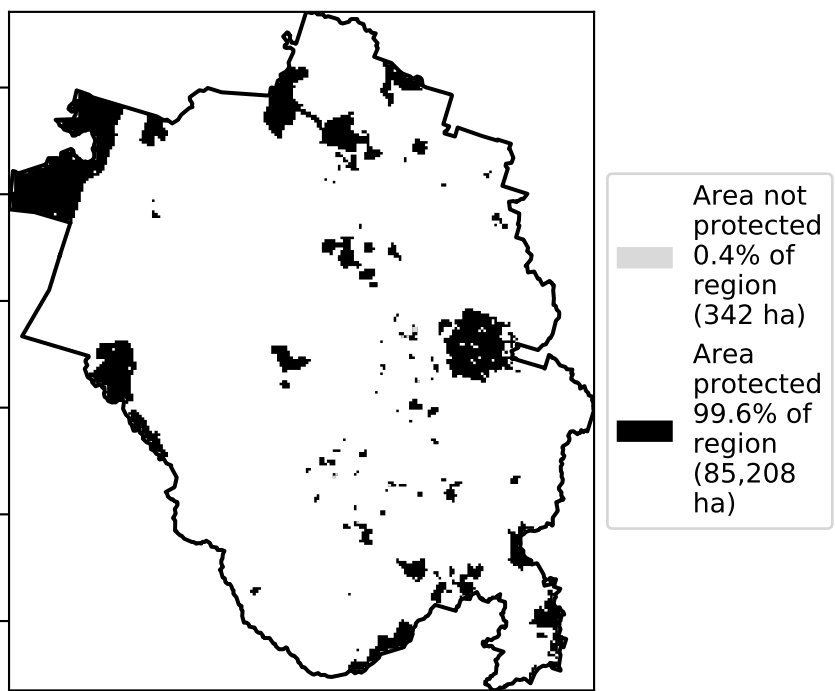 Area not
protected
0.4% of
region
(342 ha)
Area
protected
99.6% of
region
(85,208
ha)